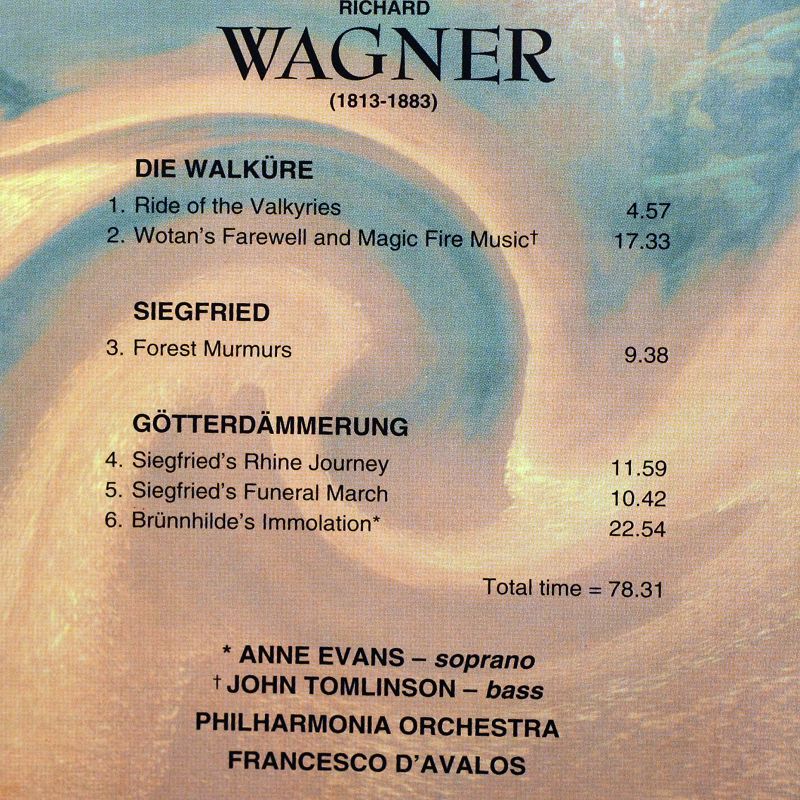 RICHARD
WAGNER
(1813-1883)
DIE WALKÜRE
1. Ride of the Valkyries 4.57
2. Wotan's Farewell and Magic Fire Music† 17.33
SIEGFRIED
3. Forest Murmurs 9.38
GÖTTERDÄMMERUNG
4. Siegfried's Rhine Journey 11.59
5. Siegfried's Funeral March 10.42
6. Brünnhilde's Immolation* 22.54
Total time = 78.31
* ANNE EVANS – soprano
† JOHN TOMLINSON – bass
PHILHARMONIA ORCHESTRA
FRANCESCO D'AVALOS